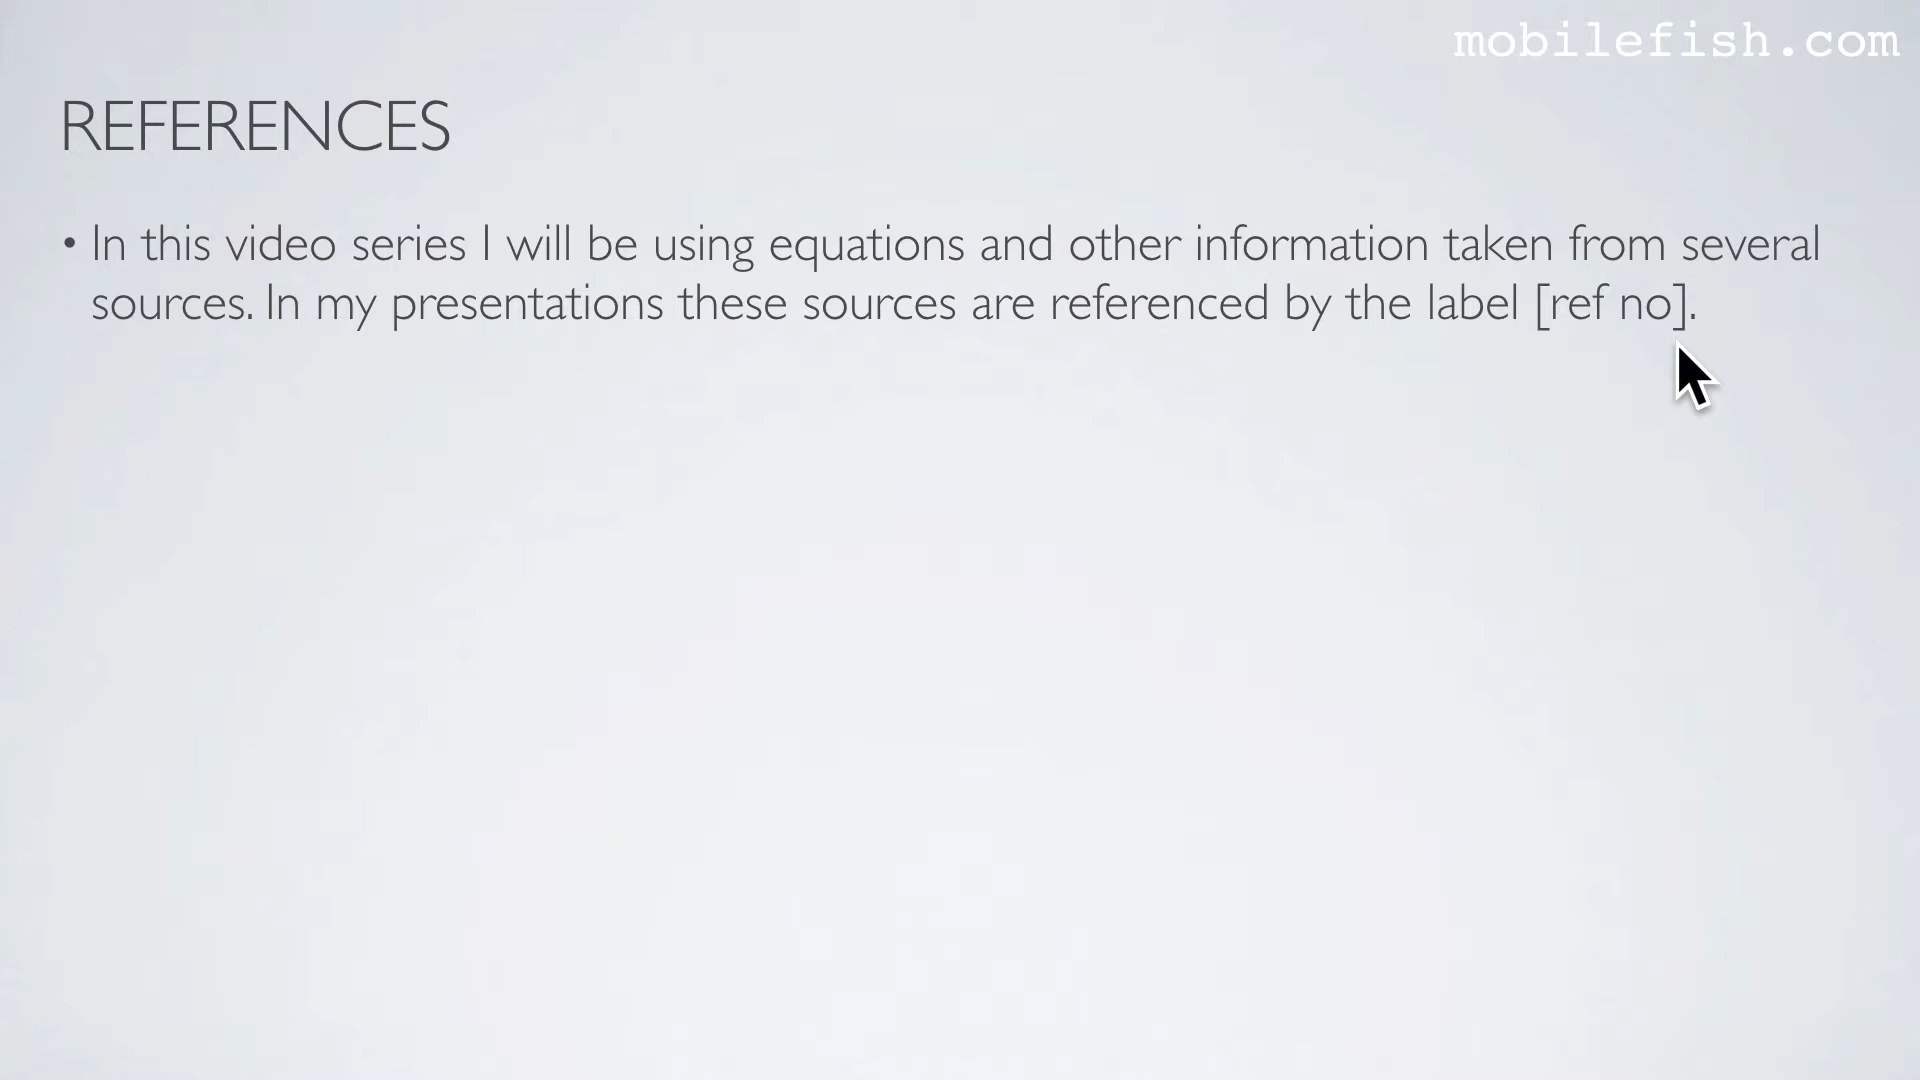 mobilefish.com
REFERENCES
• In this video series I will be using equations and other information taken from several
sources. In my presentations these sources are referenced by the label [ref no].